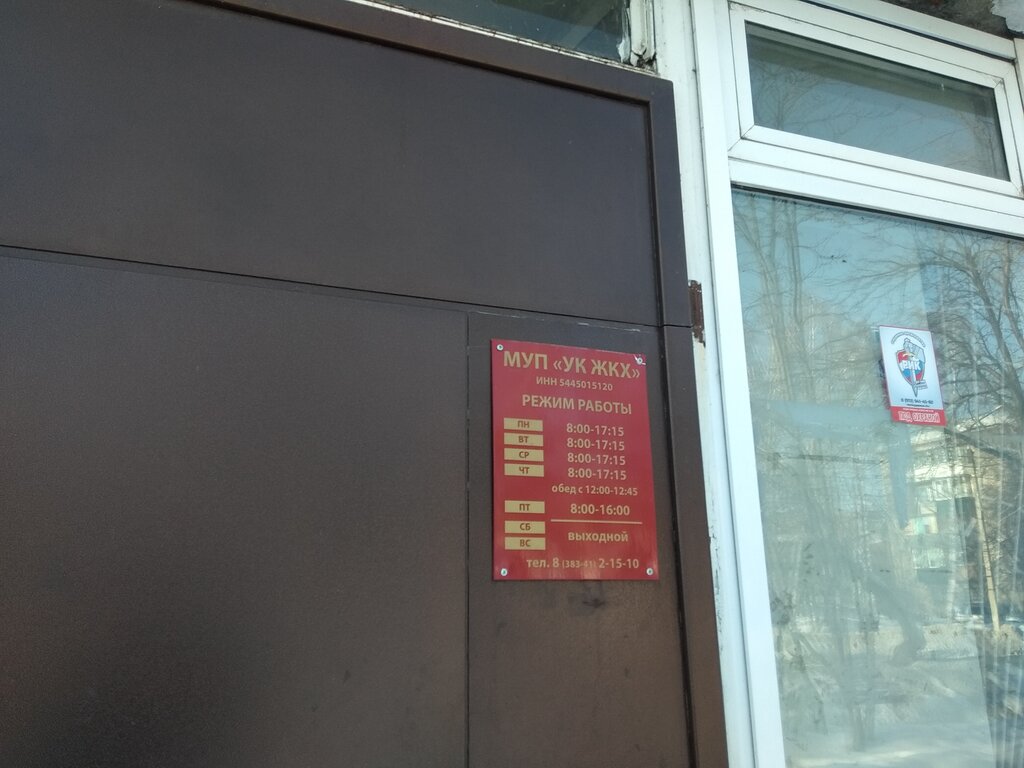 МУП «УК ЖКХ»
ИНН 5445015120
РЕЖИМ РАБОТЫ
ПН 8:00-17:15
ВТ 8:00-17:15
СР 8:00-17:15
ЧТ 8:00-17:15
обед с 12:00-12:45
ПТ 8:00-16:00
СБ
ВЫХОДНОЙ
ВС
тел. 8 (383-41) 2-15-10